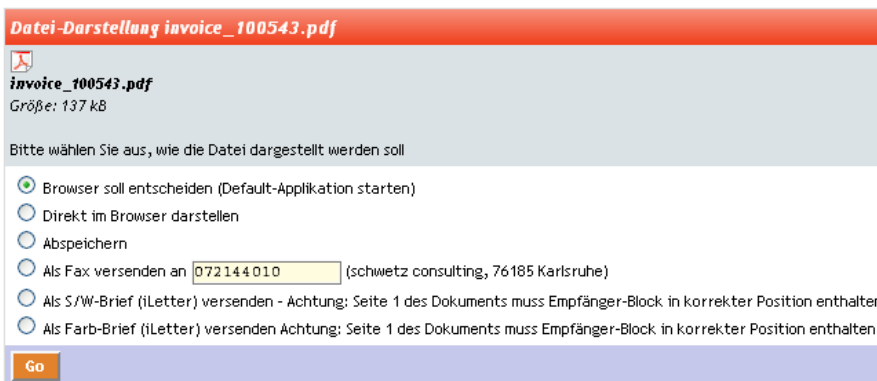 Datei-Darstellung invoice_100543.pdf
invoice_100543.pdf
Größe: 137 kB
Bitte wählen Sie aus, wie die Datei dargestellt werden soll
Browser soll entscheiden (Default-Applikation starten)
Direkt im Browser darstellen
Abspeichern
Als Fax versenden an 072144010 (schwetz consulting, 76185 Karlsruhe)
Als S/W-Brief (iLetter) versenden - Achtung: Seite 1 des Dokuments muss Empfänger-Block in korrekter Position enthalten
Als Farb-Brief (iLetter) versenden Achtung: Seite 1 des Dokuments muss Empfänger-Block in korrekter Position enthalten
Go